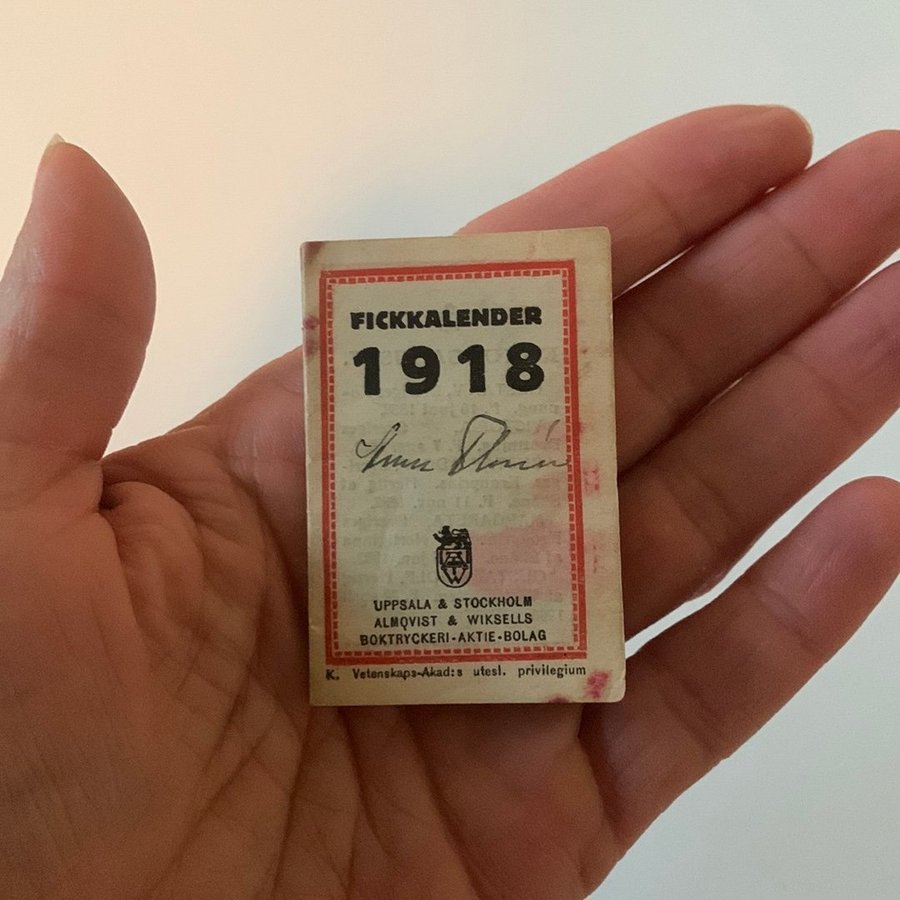 FICKKALENDER
1918
UPPSALA & STOCKHOLM
ALMQVIST & WIKSELLS
BOKTRYCKERI-AKTIE-BOLAG
K. Vetenskaps-Akad:s utesl. privilegium